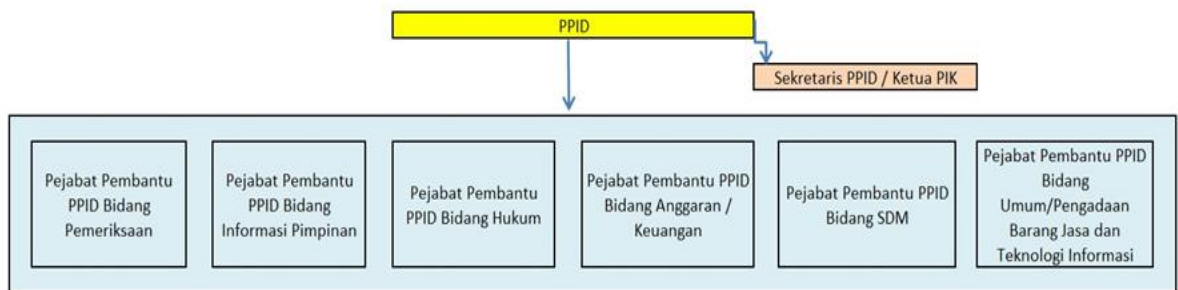 PPID
Sekretaris PPID / Ketua PIK
Pejabat Pembantu
PPID Bidang
Pemeriksaan
Pejabat Pembantu
PPID Bidang
Informasi Pimpinan
Pejabat Pembantu
PPID Bidang Hukum
Pejabat Pembantu PPID
Bidang Anggaran /
Keuangan
Pejabat Pembantu PPID
Bidang SDM
Pejabat Pembantu PPID
Bidang
Umum/Pengadaan
Barang Jasa dan
Teknologi Informasi